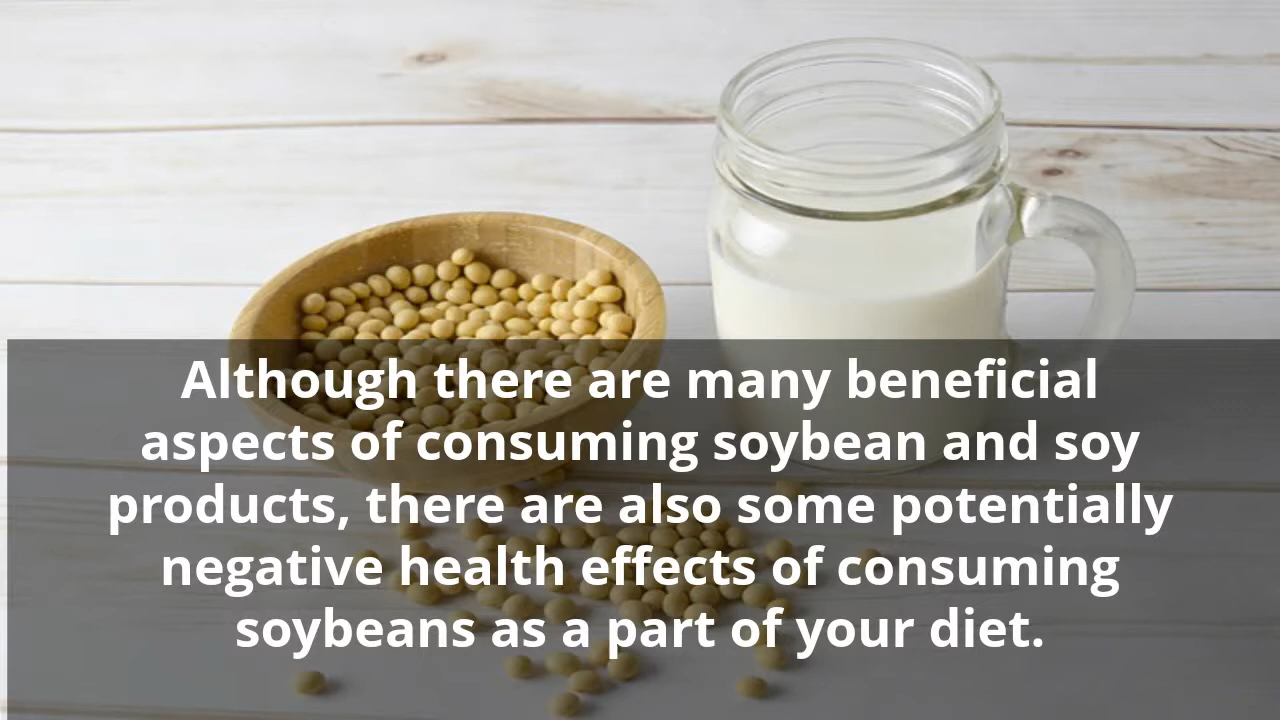 Although there are many beneficial
aspects of consuming soybean and soy
products, there are also some potentially
negative health effects of consuming
soybeans as a part of your diet.